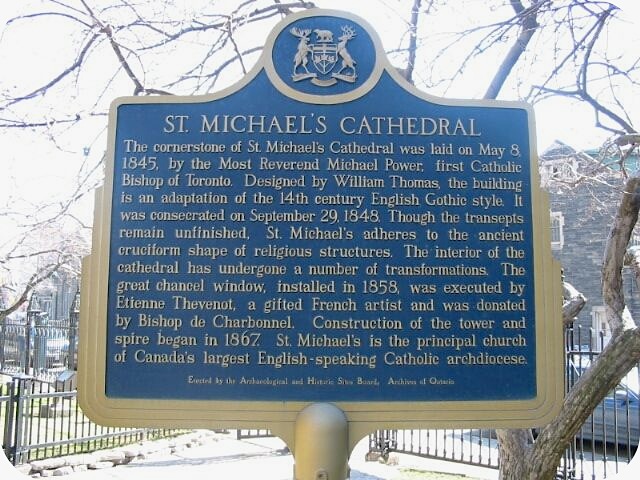 ST. MICHAEL'S CATHEDRAL
The cornerstone of St. Michael's Cathedral was laid on May 8,
1845, by the Most Reverend Michael Power, first Catholic
Bishop of Toronto. Designed by William Thomas, the building
is an adaptation of the 14th century English Gothic style. It
was consecrated on September 29, 1848. Though the transepts
remain unfinished, St. Michael's adheres to the ancient
cruciform shape of religious structures. The interior of the
cathedral has undergone a number of transformations. The
great chancel window, installed in 1858, was executed by
Etienne Thevenot, a gifted French artist and was donated
by Bishop de Charbonnel. Construction of the tower and
spire began in 1867. St. Michael's is the principal church
of Canada's largest English-speaking Catholic archdiocese.
Erected by the Archaeological and Historic Sites Board, Archives of Ontario